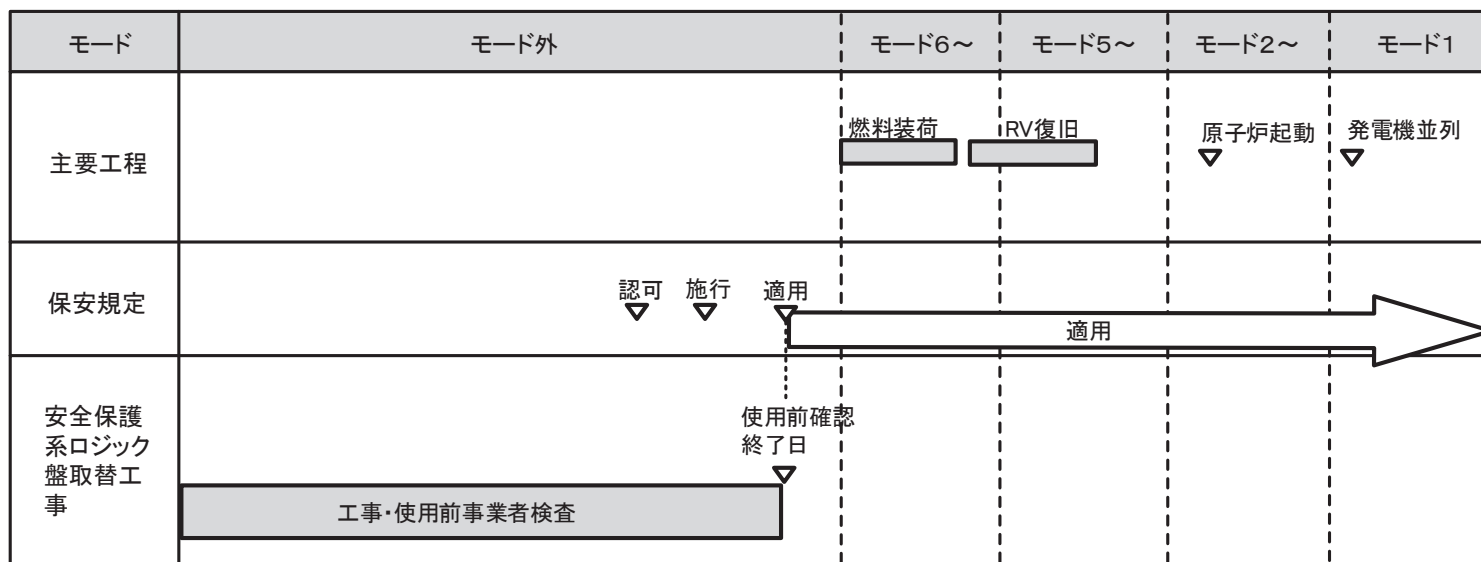 モード
モード外
モード6~
モード5~
モード2~
モード1
主要工程
燃料装荷
RV復旧
原子炉起動
発電機並列
保安規定
認可
施行
適用
適用
安全保護
系ロジック
盤取替工
事
使用前確認
終了日
工事・使用前事業者検査